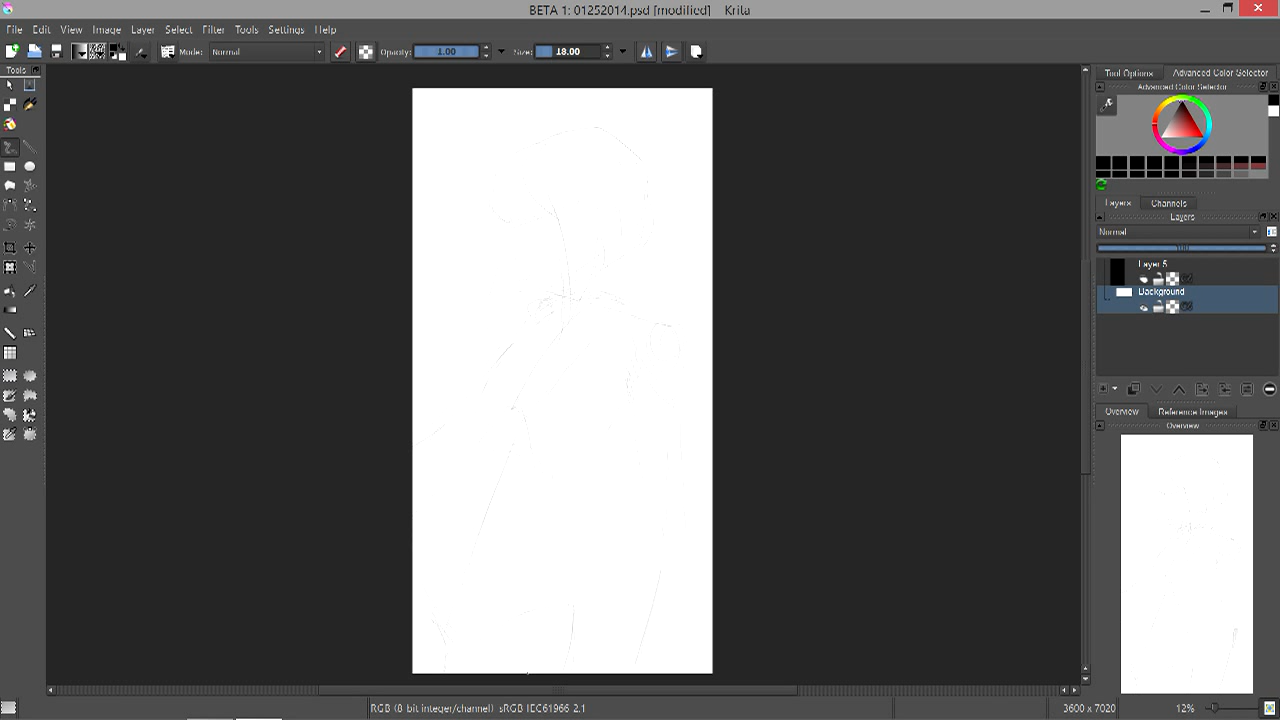 BETA 1: 01252014.psd [modified] Krita
File Edit View Image Layer Select Filter Tools Settings Help
Mode: Normal Opacity: 1.00 Size: 18.00
Tools
Tool Options Advanced Color Selector
Advanced Color Selector
Layers Channels
Layers
Normal
100
Layer 5
Background
Overview Reference Images
Overview
RGB (8 bit integer/channel) sRGB IEC61966 2.1 3600 x 7020 12%